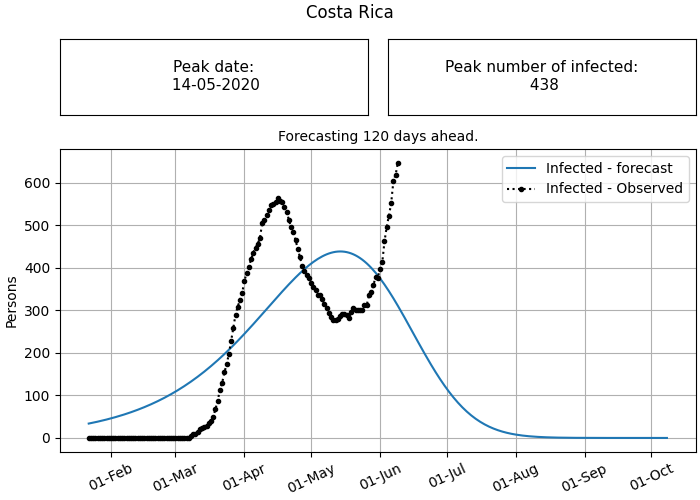 Costa Rica
Peak date:
14-05-2020
Peak number of infected:
438
Forecasting 120 days ahead.
Infected - forecast
Infected - Observed
Persons
600
500
400
300
200
100
0
01-Feb
01-Mar
01-Apr
01-May
01-Jun
01-Jul
01-Aug
01-Sep
01-Oct